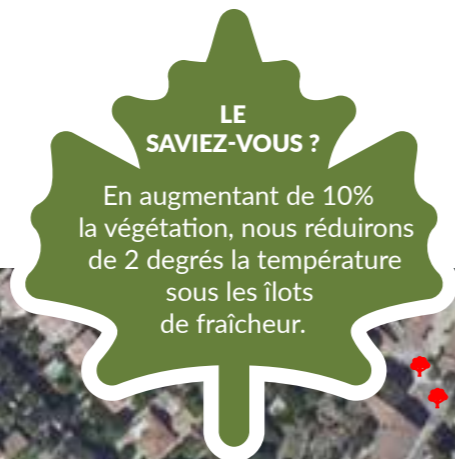 LE
SAVIEZ-VOUS ?
En augmentant de 10%
la végétation, nous réduirons
de 2 degrés la température
sous les îlots
de fraîcheur.